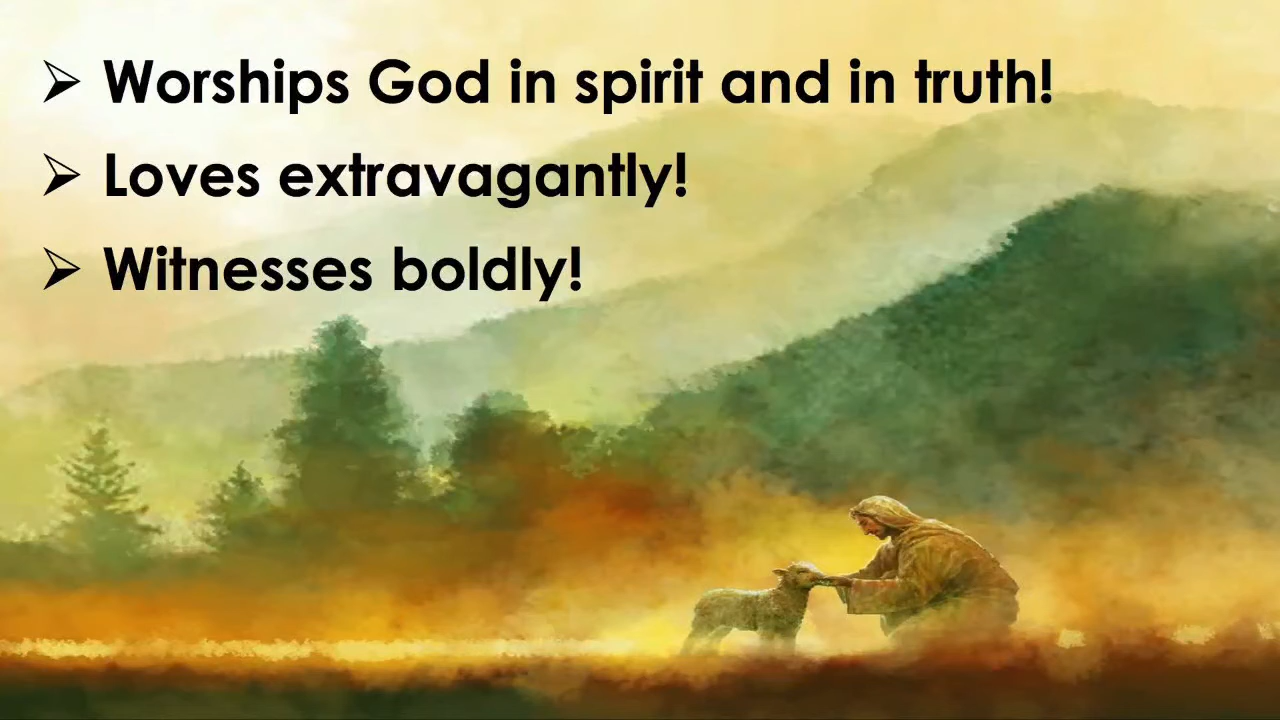 ➢ Worships God in spirit and in truth!
➢ Loves extravagantly!
➢ Witnesses boldly!